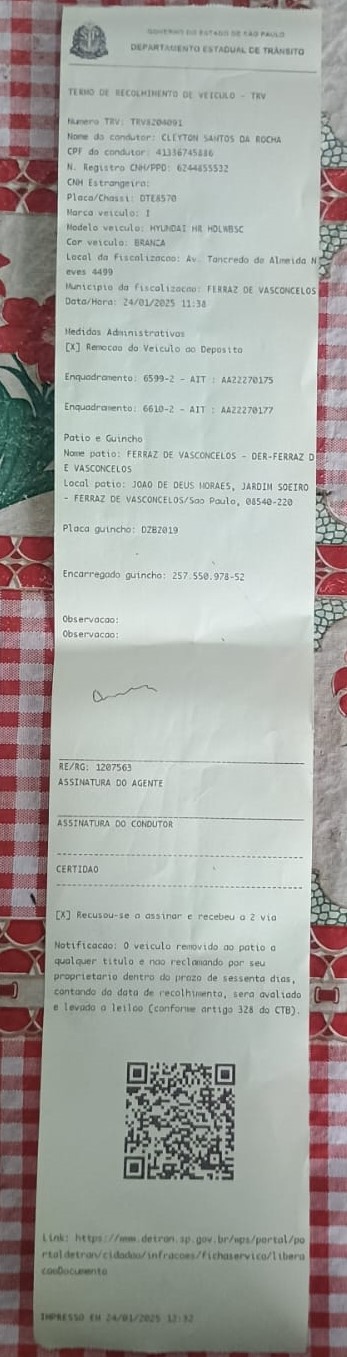 GOVERNO DO ESTADO DE SÃO PAULO
DEPARTAMENTO ESTADUAL DE TRÂNSITO
TERMO DE RECOLHIMENTO DE VEICULO - TRV
Numero TRV: TRV8204091
Nome do condutor: CLEYTON SANTOS DA ROCHA
CPF do condutor: 41336745886
N. Registro CNH/PPD: 6244855532
CNH Estrangeira:
Placa/Chassi: DTE8570
Marca veiculo: I
Modelo veiculo: HYUNDAI HR HDLWBSC
Cor veiculo: BRANCA
Local da fiscalizacao: Av. Tancredo de Almeida N
eves 4499
Municipio da fiscalizacao: FERRAZ DE VASCONCELOS
Data/Hora: 24/01/2025 11:38
Medidas Administrativas
[X] Remocao do Veiculo ao Deposito
Enquadramento: 6599-2 - AIT : AA22270175
Enquadramento: 6610-2 - AIT : AA22270177
Patio e Guincho
Nome patio: FERRAZ DE VASCONCELOS - DER-FERRAZ D
E VASCONCELOS
Local patio: JOAO DE DEUS MORAES, JARDIM SOEIRO
- FERRAZ DE VASCONCELOS/Sao Paulo, 08540-220
Placa guincho: DZB2019
Encarregado guincho: 257.550.978-52
Observacao:
Observacao:
RE/RG: 1207563
ASSINATURA DO AGENTE
ASSINATURA DO CONDUTOR
CERTIDAO
[X] Recusou-se a assinar e recebeu a 2 via
Notificacao: O veiculo removido ao patio a
qualquer titulo e nao reclamando por seu
proprietario dentro do prazo de sessenta dias,
contando da data de recolhimento, sera avaliado
e levado a leilao (conforme artigo 328 do CTB).
Link: https://www.detran.sp.gov.br/wps/portal/po
rtaldetran/cidadao/infracoes/fichaservico/libera
caoDocumento
IMPRESSO EM 24/01/2025 12:32